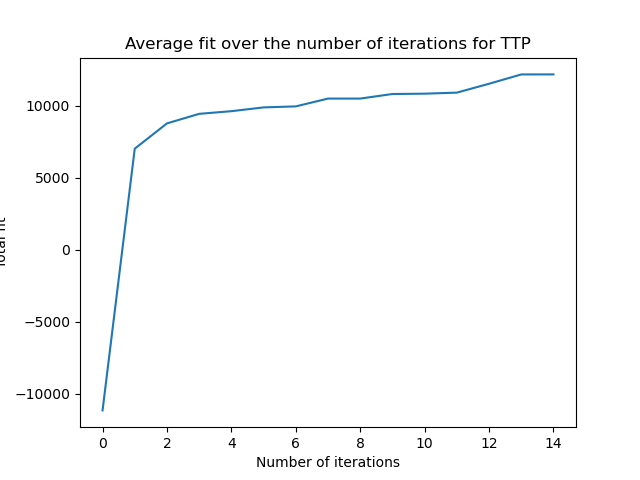 Average fit over the number of iterations for TTP
10000
5000
0
−5000
−10000
0 2 4 6 8 10 12 14
Number of iterations